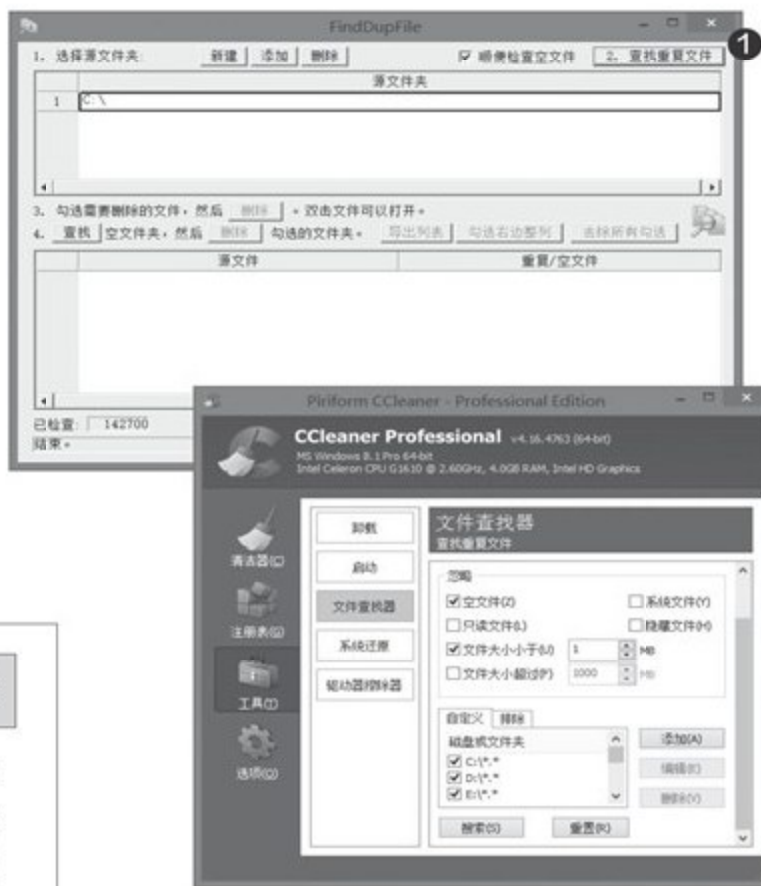 FindDupFile
1. 选择源文件夹: 新建 添加 删除 顺便检查空文件 2. 查找重复文件
1
源文件夹
1 C:\
3. 勾选需要删除的文件，然后 删除 。双击文件可以打开。
4. 查找 空文件夹，然后 删除 勾选的文件夹。 导出列表 勾选右边整列 去除所有勾选
源文件 重复/空文件
已检查: 142700
结束。
Piriform CCleaner - Professional Edition
CCleaner Professional v4.16.4763 (64-bit)
MS Windows 8.1 Pro 64-bit
Intel Celeron CPU G1610 @ 2.60GHz, 4.0GB RAM, Intel HD Graphics
清洁器(C)
注册表(G)
工具(T)
选项(O)
卸载
启动
文件查找器
系统还原
驱动器擦除器
文件查找器
查找重复文件
忽略
空文件(Z) 系统文件(Y)
只读文件(L) 隐藏文件(H)
文件大小小于(U) 1 MB
文件大小超过(P) 1000 MB
自定义 排除
磁盘或文件夹
C:\*.*
D:\*.*
E:\*.*
添加(A)
编辑(E)
删除(V)
搜索(S) 重置(R)